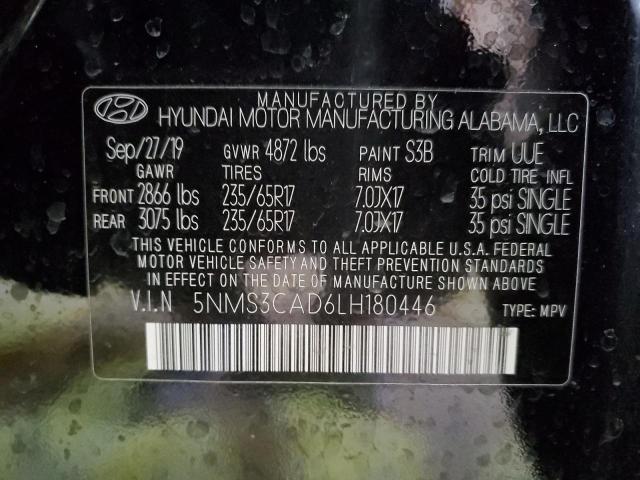 MANUFACTURED BY
HYUNDAI MOTOR MANUFACTURING ALABAMA, LLC
Sep/27/19 GVWR 4872 lbs PAINT S3B TRIM UUE
GAWR TIRES RIMS COLD TIRE INFL
FRONT 2866 lbs 235/65R17 7.0JX17 35 psi SINGLE
REAR 3075 lbs 235/65R17 7.0JX17 35 psi SINGLE
THIS VEHICLE CONFORMS TO ALL APPLICABLE U.S.A. FEDERAL
MOTOR VEHICLE SAFETY AND THEFT PREVENTION STANDARDS
IN EFFECT ON THE DATE OF MANUFACTURE SHOWN ABOVE
V.I.N 5NMS3CAD6LH180446 TYPE: MPV